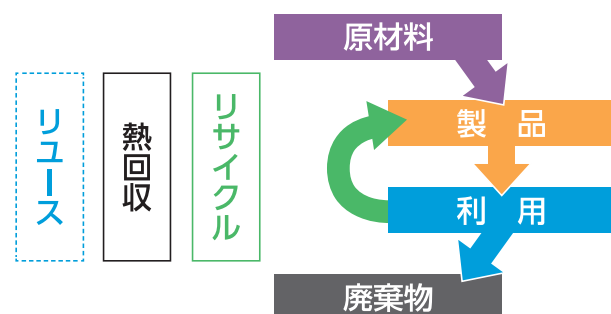 リユース
熱回収
リサイクル
原材料
製品
利用
廃棄物